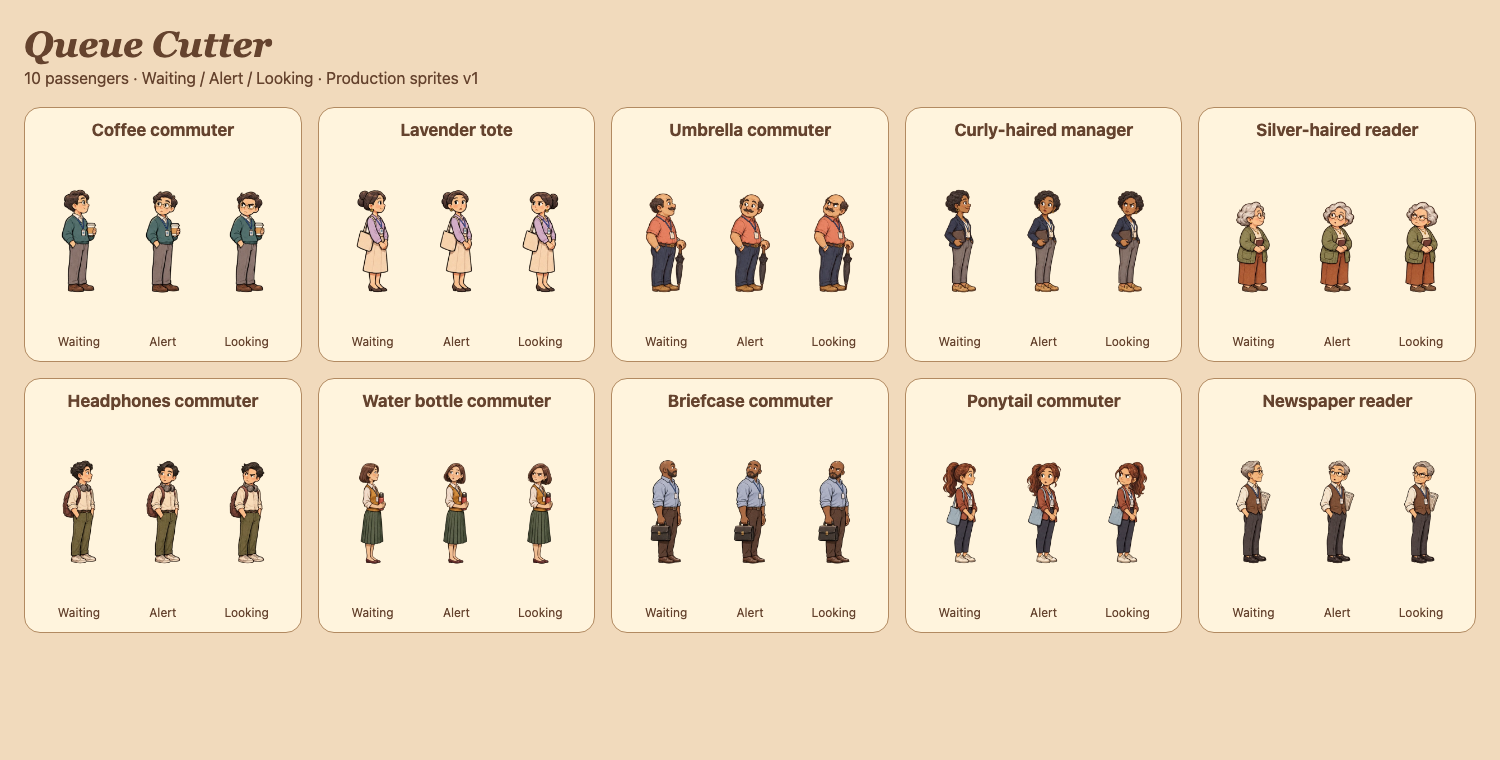 Queue Cutter
10 passengers · Waiting / Alert / Looking · Production sprites v1
Coffee commuter
Waiting Alert Looking
Lavender tote
Waiting Alert Looking
Umbrella commuter
Waiting Alert Looking
Curly-haired manager
Waiting Alert Looking
Silver-haired reader
Waiting Alert Looking
Headphones commuter
Waiting Alert Looking
Water bottle commuter
Waiting Alert Looking
Briefcase commuter
Waiting Alert Looking
Ponytail commuter
Waiting Alert Looking
Newspaper reader
Waiting Alert Looking